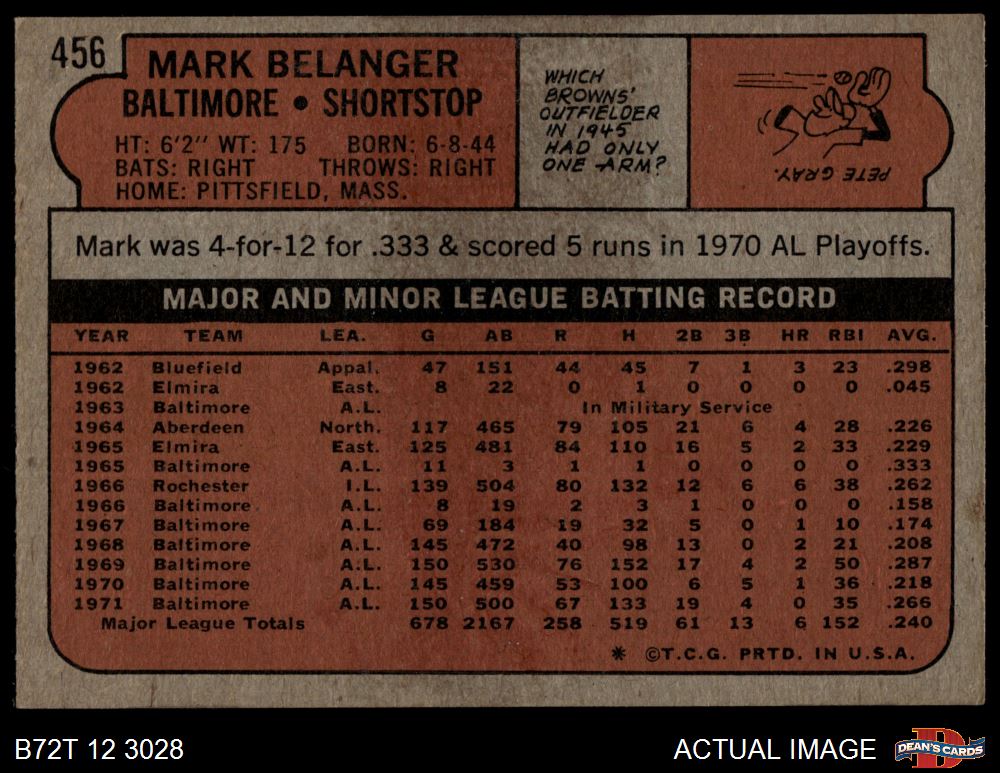 456
MARK BELANGER
BALTIMORE • SHORTSTOP
HT: 6'2" WT: 175 BORN: 6-8-44
BATS: RIGHT THROWS: RIGHT
HOME: PITTSFIELD, MASS.
WHICH
BROWNS'
OUTFIELDER
IN 1945
HAD ONLY
ONE ARM?
PETE GRAY.
Mark was 4-for-12 for .333 & scored 5 runs in 1970 AL Playoffs.
MAJOR AND MINOR LEAGUE BATTING RECORD
YEAR TEAM LEA. G AB R H 2B 3B HR RBI AVG.
1962 Bluefield Appal. 47 151 44 45 7 1 3 23 .298
1962 Elmira East. 8 22 0 1 0 0 0 0 .045
1963 Baltimore A.L. In Military Service
1964 Aberdeen North. 117 465 79 105 21 6 4 28 .226
1965 Elmira East. 125 481 84 110 16 5 2 33 .229
1965 Baltimore A.L. 11 3 1 1 0 0 0 0 .333
1966 Rochester I.L. 139 504 80 132 12 6 6 38 .262
1966 Baltimore A.L. 8 19 2 3 1 0 0 0 .158
1967 Baltimore A.L. 69 184 19 32 5 0 1 10 .174
1968 Baltimore A.L. 145 472 40 98 13 0 2 21 .208
1969 Baltimore A.L. 150 530 76 152 17 4 2 50 .287
1970 Baltimore A.L. 145 459 53 100 6 5 1 36 .218
1971 Baltimore A.L. 150 500 67 133 19 4 0 35 .266
Major League Totals 678 2167 258 519 61 13 6 152 .240
* ©T.C.G. PRTD. IN U.S.A.
B72T 12 3028 ACTUAL IMAGE
D
DEAN'S CARDS